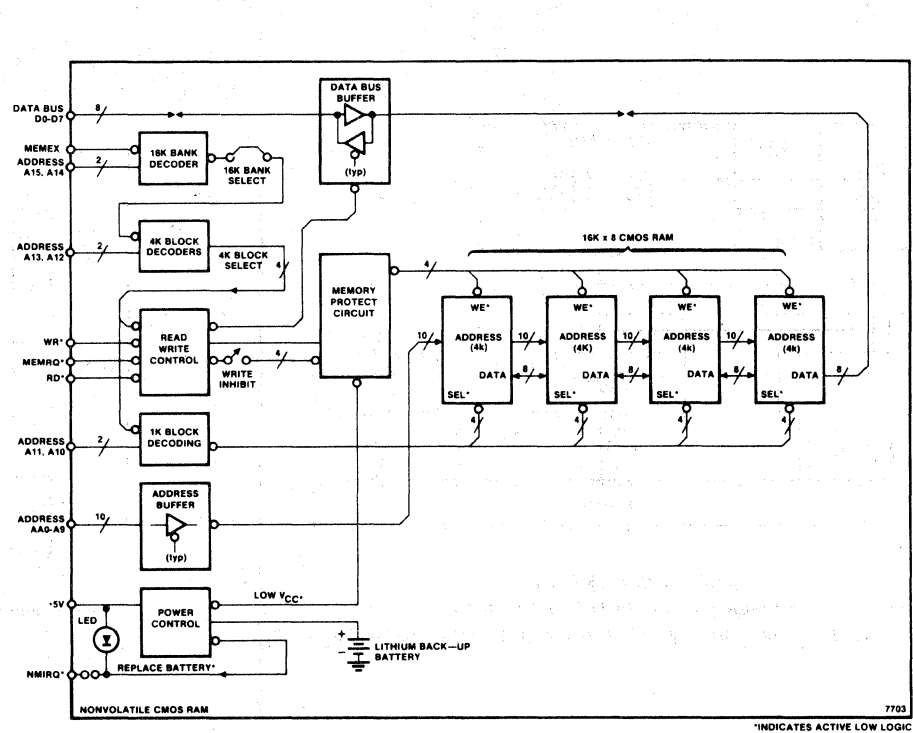 DATA BUS
D0-D7
8
DATA BUS
BUFFER
(typ)
MEMEX
ADDRESS
A15, A14
2
16K BANK
DECODER
16K BANK
SELECT
ADDRESS
A13, A12
2
4K BLOCK
DECODERS
4K BLOCK
SELECT
4
MEMORY
PROTECT
CIRCUIT
4
16K x 8 CMOS RAM
WR*
MEMRQ*
RD*
READ
WRITE
CONTROL
WRITE
INHIBIT
4
10
WE*
ADDRESS
(4k)
DATA
SEL*
4
10
8
WE*
ADDRESS
(4K)
DATA
SEL*
4
10
8
WE*
ADDRESS
(4k)
DATA
SEL*
4
10
8
WE*
ADDRESS
(4k)
DATA
SEL*
4
8
ADDRESS
A11, A10
2
1K BLOCK
DECODING
ADDRESS
AA0-A9
10
ADDRESS
BUFFER
(typ)
+5V
LED
POWER
CONTROL
LOW VCC*
+
−
LITHIUM BACK—UP
BATTERY
NMIRQ*
REPLACE BATTERY*
NONVOLATILE CMOS RAM
7703
*INDICATES ACTIVE LOW LOGIC